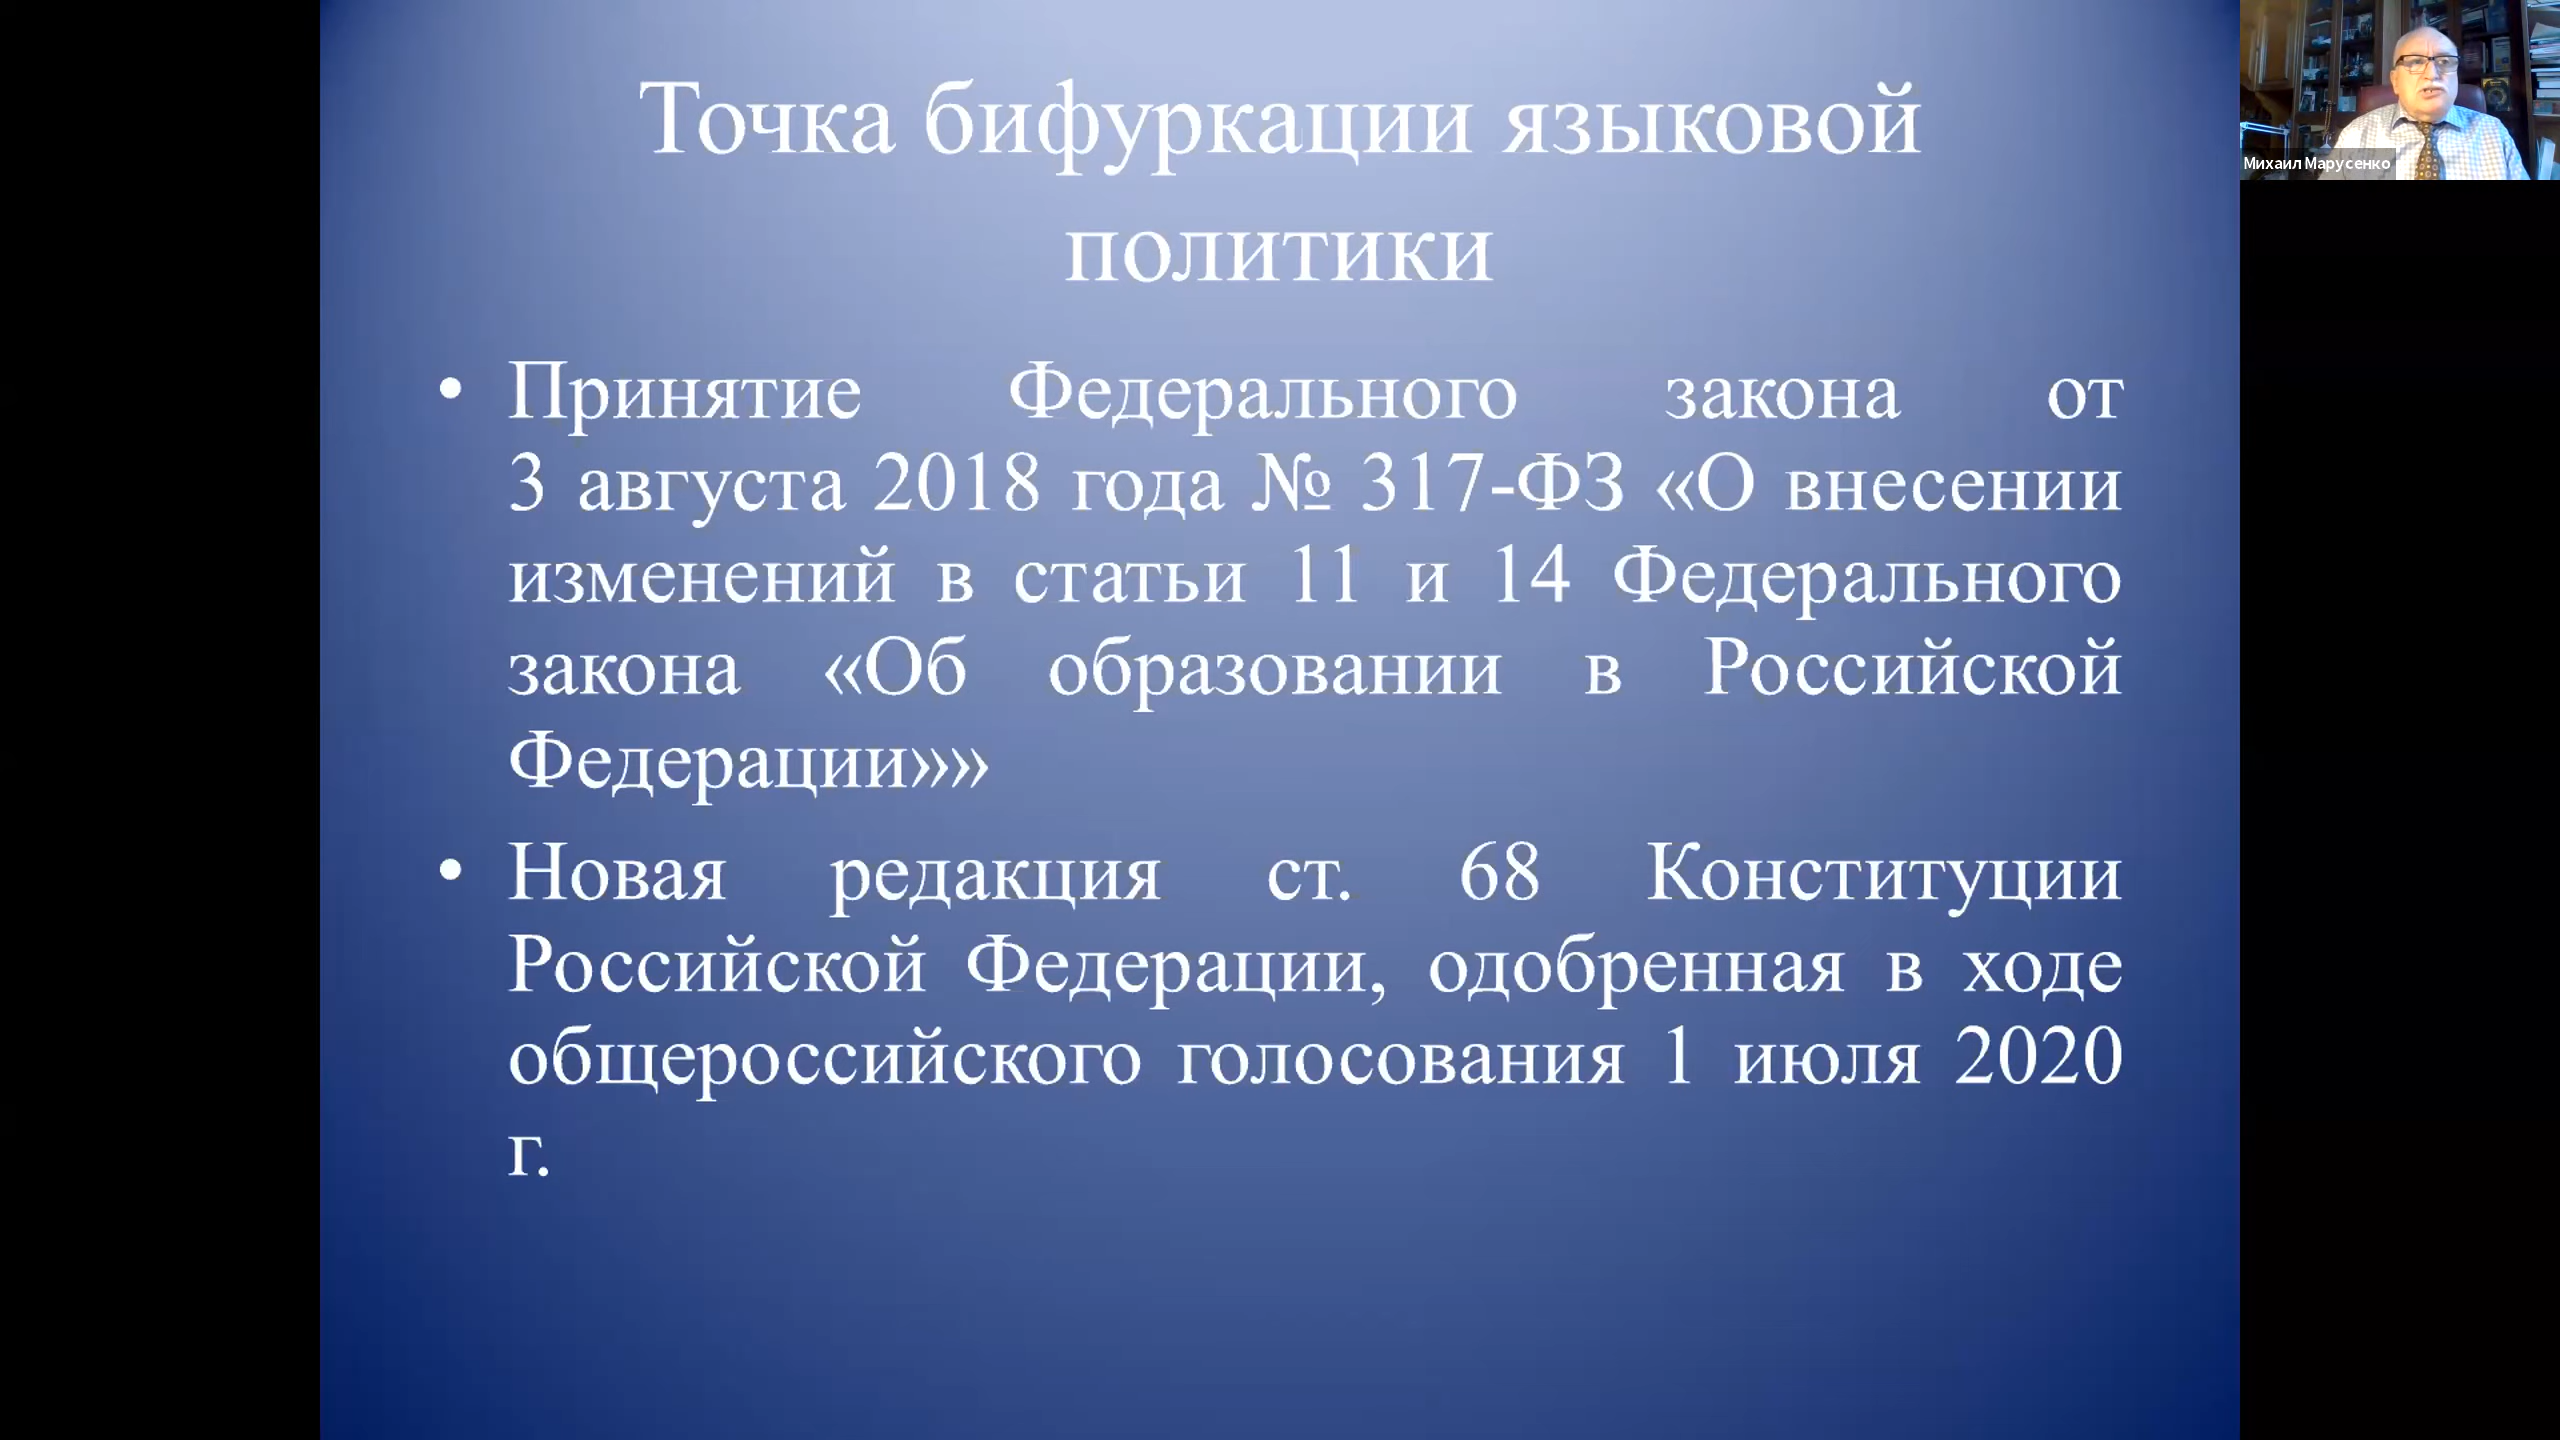 Точка бифуркации языковой
политики
• Принятие Федерального закона от
3 августа 2018 года № 317-ФЗ «О внесении
изменений в статьи 11 и 14 Федерального
закона «Об образовании в Российской
Федерации»»
• Новая редакция ст. 68 Конституции
Российской Федерации, одобренная в ходе
общероссийского голосования 1 июля 2020
г.
Михаил Марусенко